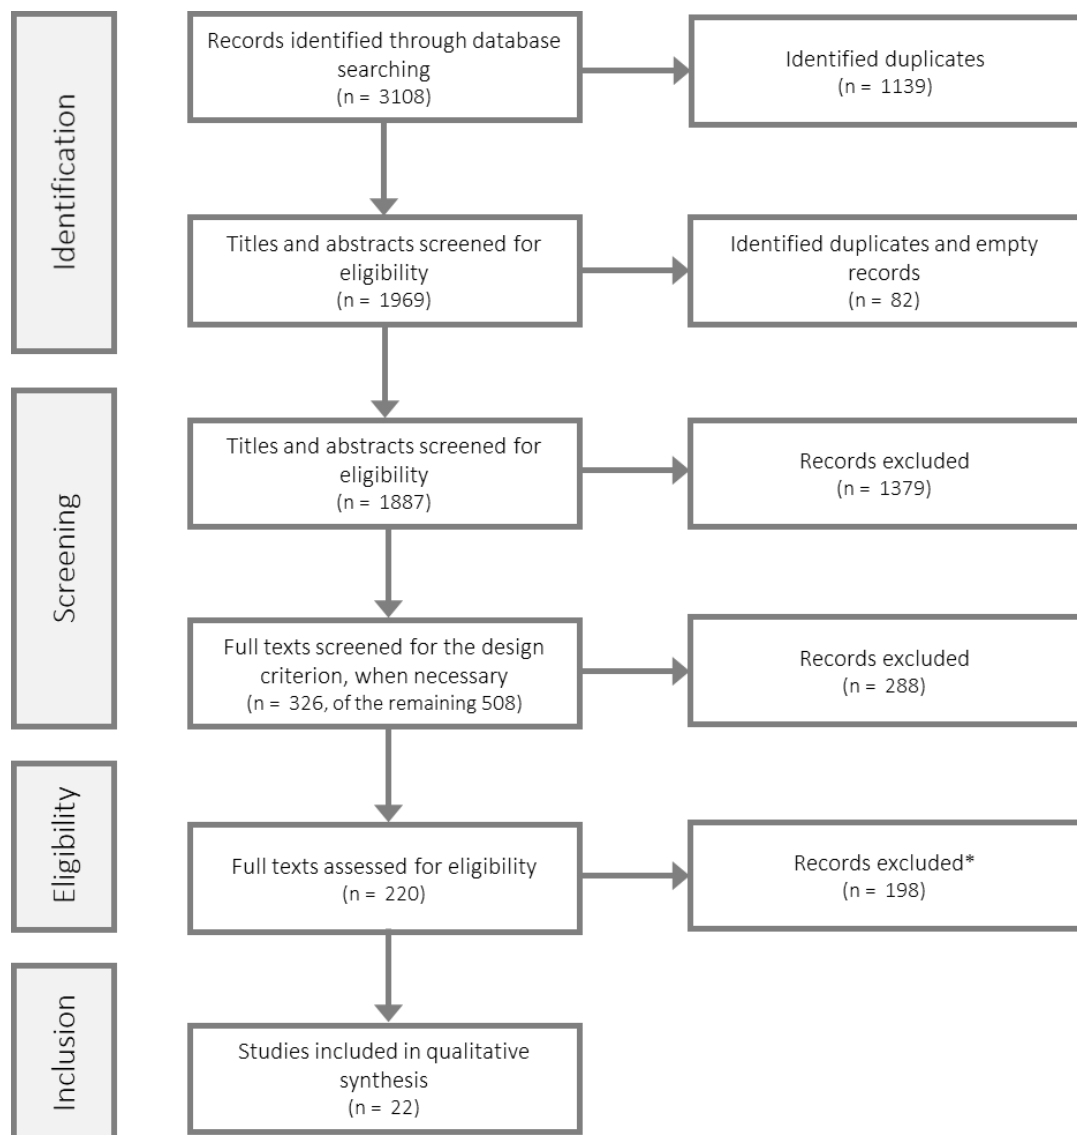 Identification
Records identified through database
searching
(n = 3108)
Identified duplicates
(n = 1139)
Titles and abstracts screened for
eligibility
(n = 1969)
Identified duplicates and empty
records
(n = 82)
Screening
Titles and abstracts screened for
eligibility
(n = 1887)
Records excluded
(n = 1379)
Full texts screened for the design
criterion, when necessary
(n = 326, of the remaining 508)
Records excluded
(n = 288)
Eligibility
Full texts assessed for eligibility
(n = 220)
Records excluded*
(n = 198)
Inclusion
Studies included in qualitative
synthesis
(n = 22)